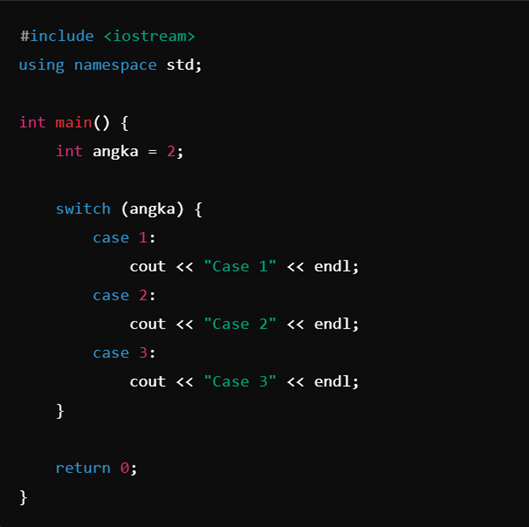 #include <iostream>
using namespace std;
int main() {
int angka = 2;
switch (angka) {
case 1:
cout << "Case 1" << endl;
case 2:
cout << "Case 2" << endl;
case 3:
cout << "Case 3" << endl;
}
return 0;
}